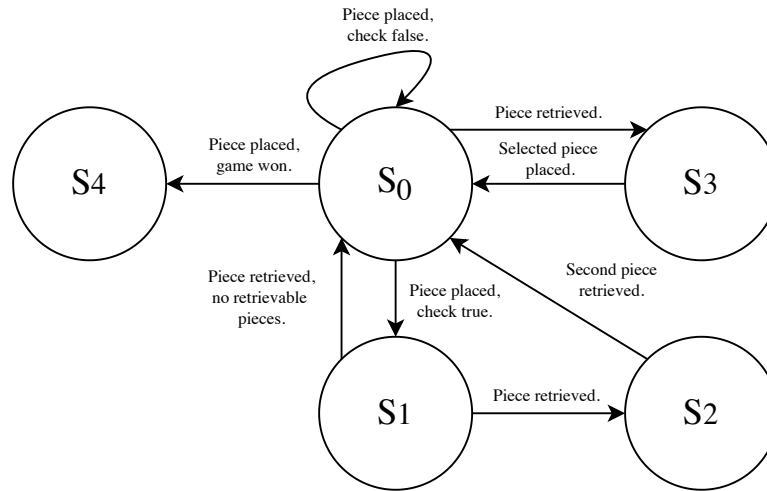 Piece placed,
check false.
Piece retrieved.
Piece placed,
game won.
Selected piece
placed.
S4
S0
S3
Piece retrieved,
no retrievable
pieces.
Piece placed,
check true.
Second piece
retrieved.
S1
Piece retrieved.
S2